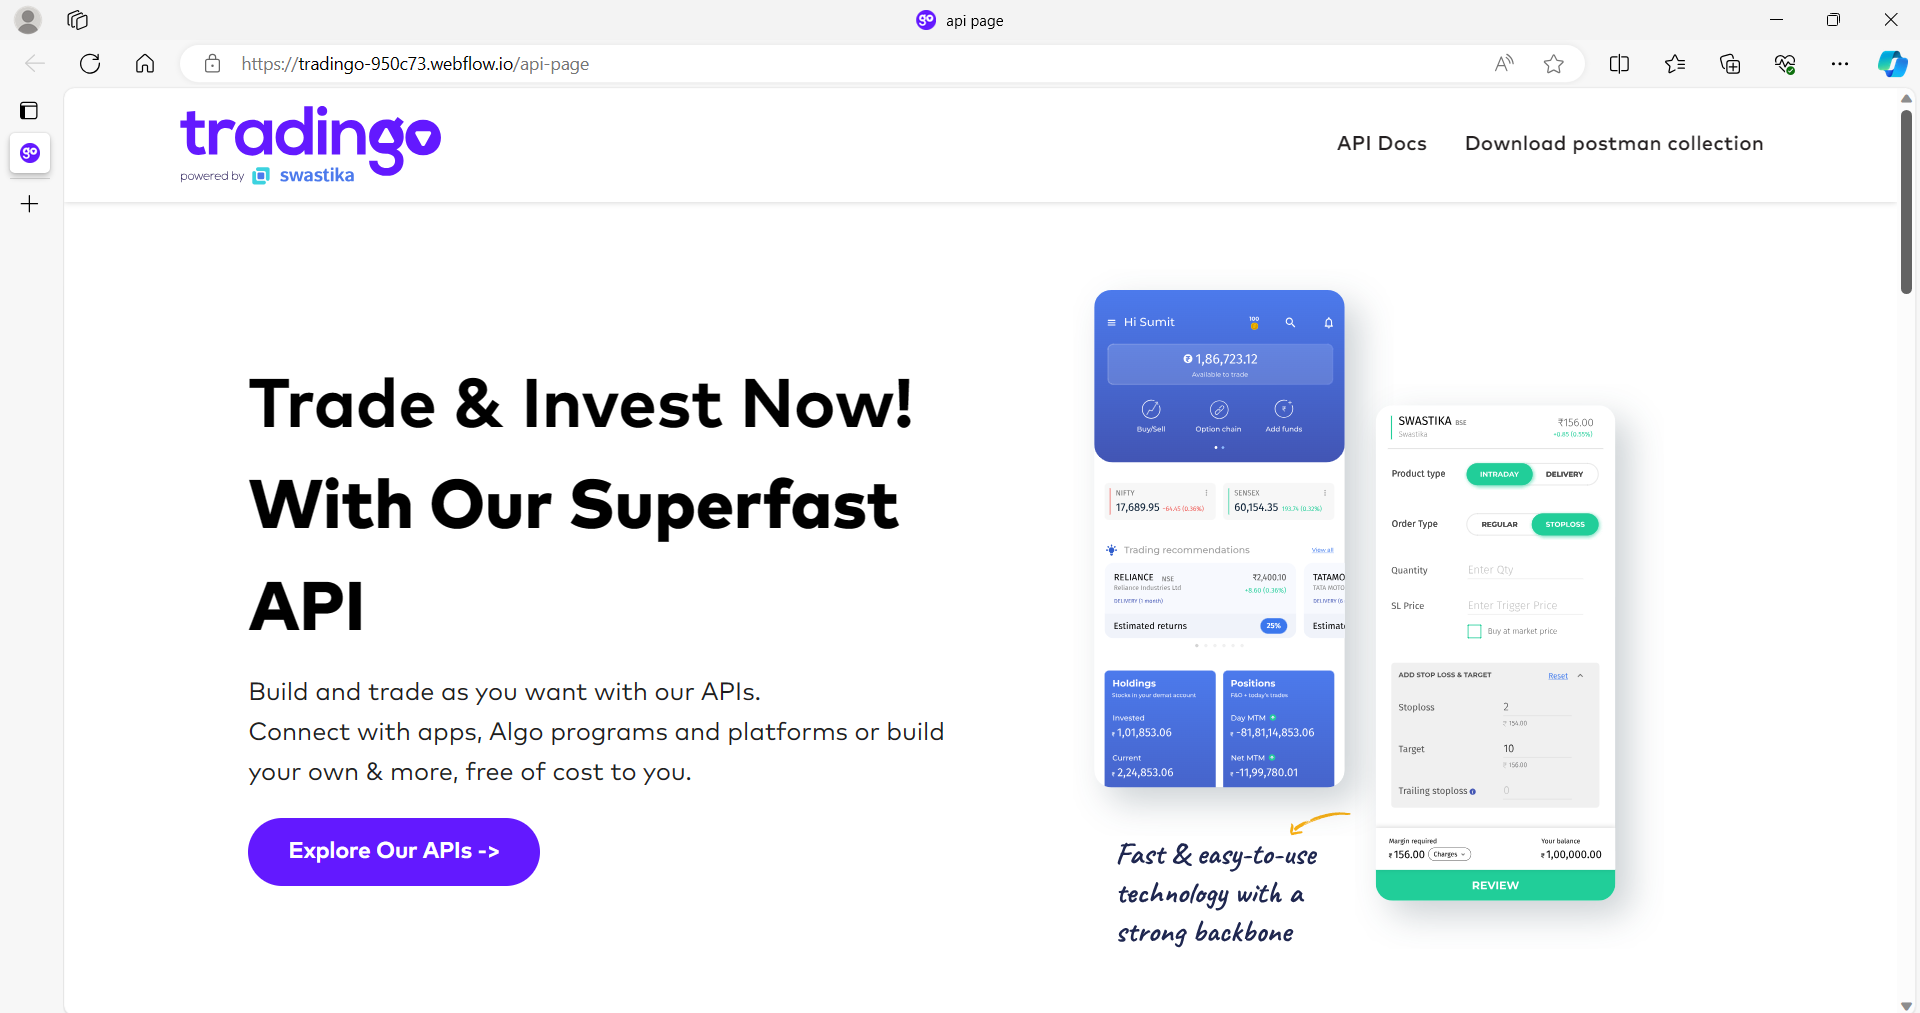 api page
https://tradingo-950c73.webflow.io/api-page
tradingo
powered by swastika
API Docs
Download postman collection
Trade & Invest Now!
With Our Superfast
API
Build and trade as you want with our APIs.
Connect with apps, Algo programs and platforms or build
your own & more, free of cost to you.
Explore Our APIs ->
Hi Sumit
100
1,86,723.12
Available to trade
Buy/Sell
Option chain
Add funds
NIFTY
17,689.95 -64.45 (0.36%)
SENSEX
60,154.35 193.74 (0.32%)
Trading recommendations
View all
RELIANCE NSE
₹2,400.10
Reliance Industries Ltd
+8.60 (0.36%)
DELIVERY (1 month)
Estimated returns
25%
TATAMO
TATA MOTO
DELIVERY (6
Estimat
Holdings
Stocks in your demat account
Invested
₹ 1,01,853.06
Current
₹ 2,24,853.06
Positions
F&O + today's trades
Day MTM
₹ -81,81,14,853.06
Net MTM
₹ -11,99,780.01
Fast & easy-to-use
technology with a
strong backbone
SWASTIKA BSE
₹156.00
Swastika
+0.85 (0.55%)
Product type
INTRADAY
DELIVERY
Order Type
REGULAR
STOPLOSS
Quantity
Enter Qty
SL Price
Enter Trigger Price
Buy at market price
ADD STOP LOSS & TARGET
Reset
Stoploss
2
₹ 154.00
Target
10
₹ 156.00
Trailing stoploss
0
Margin required
₹ 156.00
Charges
Your balance
₹ 1,00,000.00
REVIEW